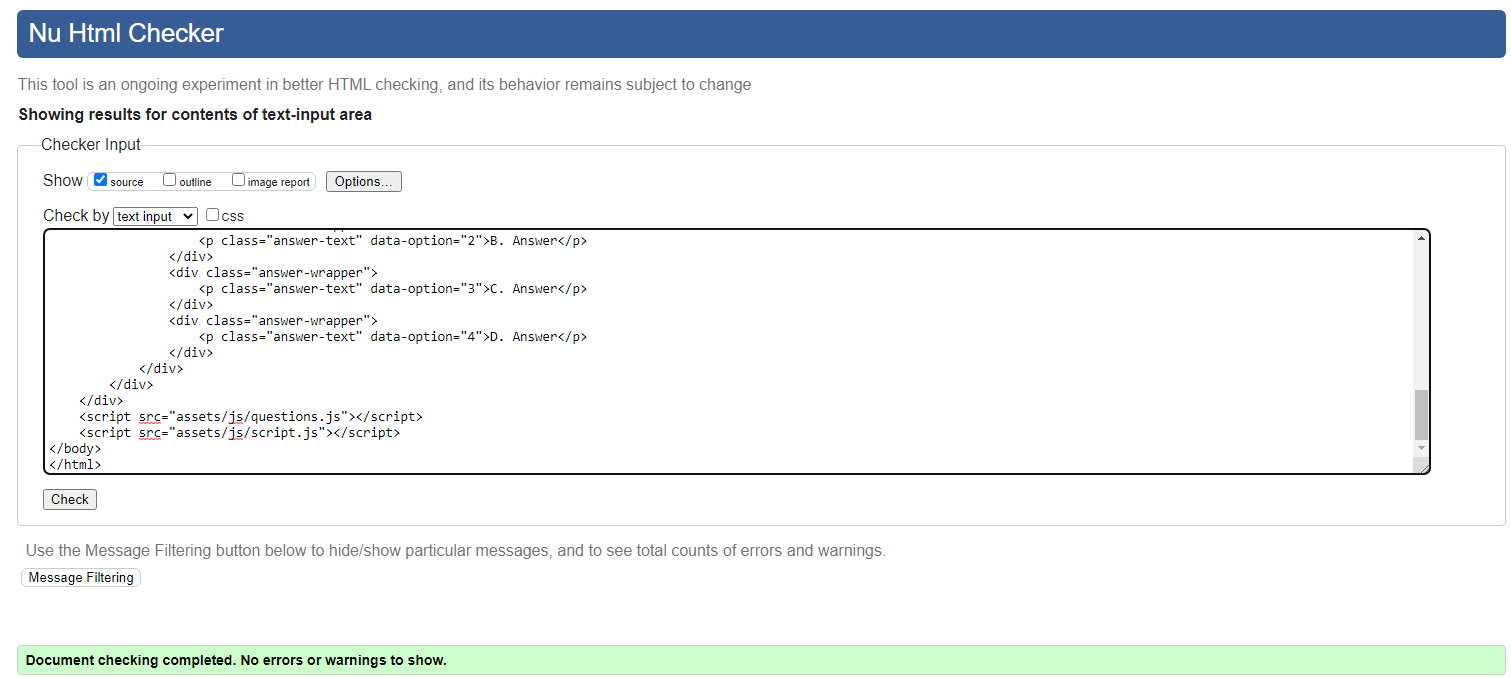 Nu Html Checker
This tool is an ongoing experiment in better HTML checking, and its behavior remains subject to change
Showing results for contents of text-input area
Checker Input
Show source outline image report Options...
Check by text input css
<p class="answer-text" data-option="2">B. Answer</p>
</div>
<div class="answer-wrapper">
<p class="answer-text" data-option="3">C. Answer</p>
</div>
<div class="answer-wrapper">
<p class="answer-text" data-option="4">D. Answer</p>
</div>
</div>
</div>
</div>
<script src="assets/js/questions.js"></script>
<script src="assets/js/script.js"></script>
</body>
</html>
Check
Use the Message Filtering button below to hide/show particular messages, and to see total counts of errors and warnings.
Message Filtering
Document checking completed. No errors or warnings to show.